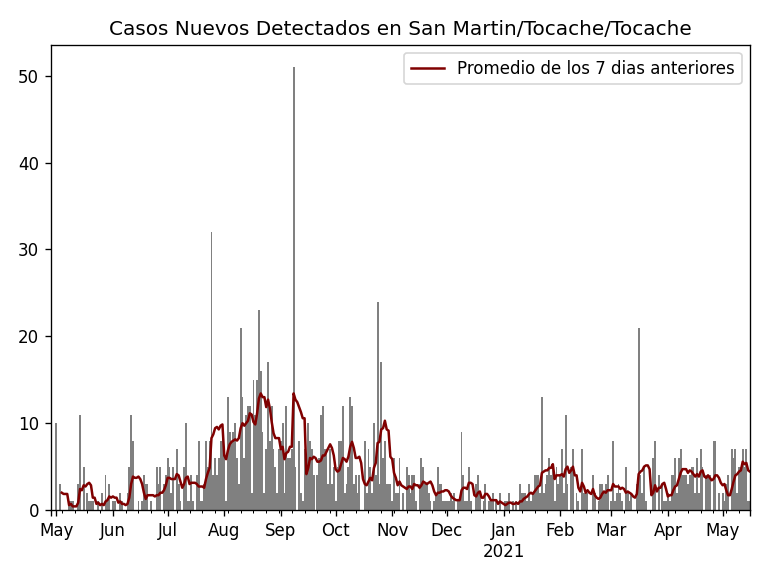 Casos Nuevos Detectados en San Martin/Tocache/Tocache
Promedio de los 7 dias anteriores
50
40
30
20
10
0
May Jun Jul Aug Sep Oct Nov Dec Jan Feb Mar Apr May
2021